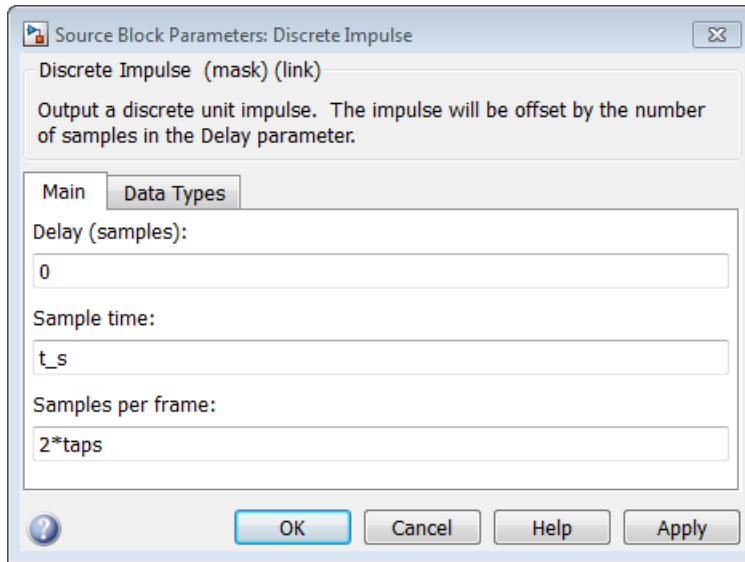 Source Block Parameters: Discrete Impulse
Discrete Impulse (mask) (link)
Output a discrete unit impulse. The impulse will be offset by the number
of samples in the Delay parameter.
Main Data Types
Delay (samples):
0
Sample time:
t_s
Samples per frame:
2*taps
? OK Cancel Help Apply